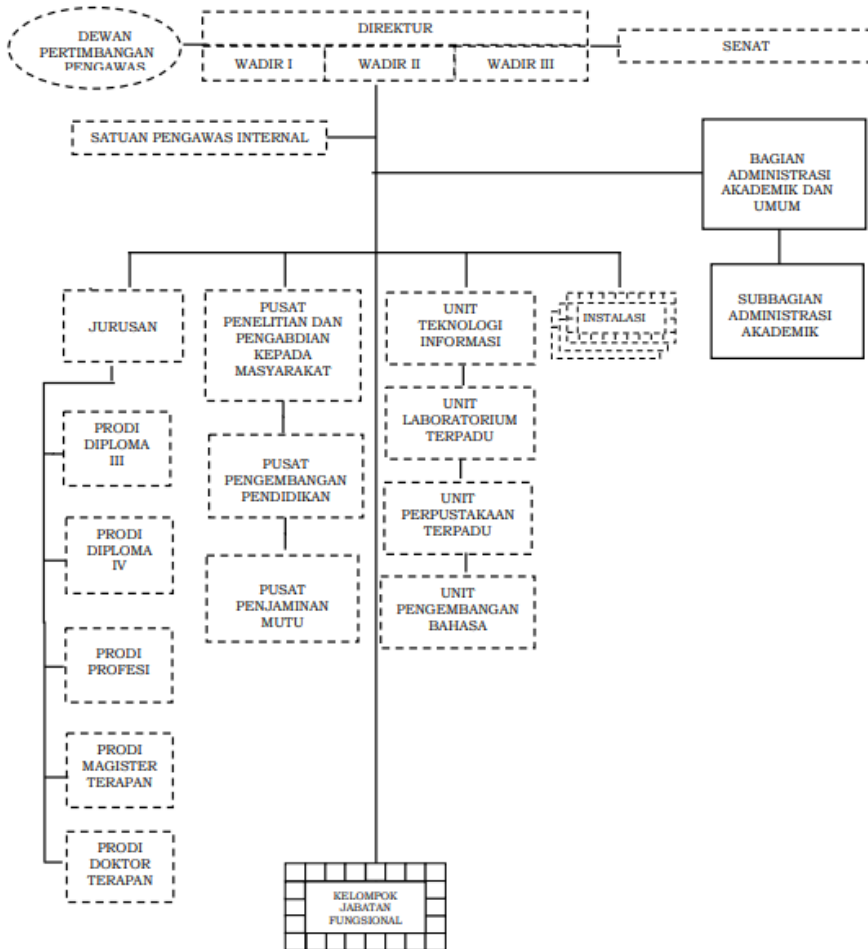 DEWAN
PERTIMBANGAN
PENGAWAS
DIREKTUR
WADIR I
WADIR II
WADIR III
SENAT
SATUAN PENGAWAS INTERNAL
BAGIAN
ADMINISTRASI
AKADEMIK DAN
UMUM
SUBBAGIAN
ADMINISTRASI
AKADEMIK
JURUSAN
PUSAT
PENELITIAN DAN
PENGABDIAN
KEPADA
MASYARAKAT
UNIT
TEKNOLOGI
INFORMASI
INSTALASI
PRODI
DIPLOMA
III
PUSAT
PENGEMBANGAN
PENDIDIKAN
UNIT
LABORATORIUM
TERPADU
PRODI
DIPLOMA
IV
PUSAT
PENJAMINAN
MUTU
UNIT
PERPUSTAKAAN
TERPADU
UNIT
PENGEMBANGAN
BAHASA
PRODI
PROFESI
PRODI
MAGISTER
TERAPAN
PRODI
DOKTOR
TERAPAN
KELOMPOK
JABATAN
FUNGSIONAL